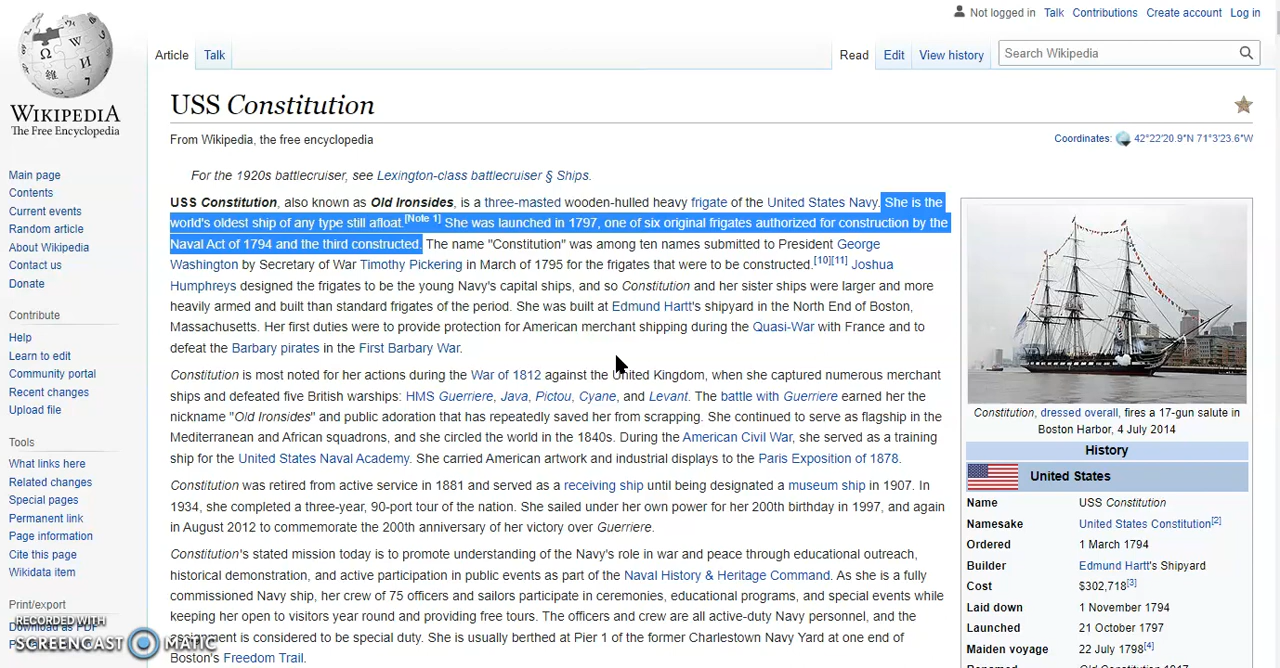 Not logged in Talk Contributions Create account Log in
Article Talk Read Edit View history Search Wikipedia
WIKIPEDIA
The Free Encyclopedia
Main page
Contents
Current events
Random article
About Wikipedia
Contact us
Donate
Contribute
Help
Learn to edit
Community portal
Recent changes
Upload file
Tools
What links here
Related changes
Special pages
Permanent link
Page information
Cite this page
Wikidata item
Print/export
Download as PDF
RECORDED WITH
SCREENCAST MATIC
USS Constitution
From Wikipedia, the free encyclopedia
Coordinates: 42°22′20.9″N 71°3′23.6″W
For the 1920s battlecruiser, see Lexington-class battlecruiser § Ships.
USS Constitution, also known as Old Ironsides, is a three-masted wooden-hulled heavy frigate of the United States Navy. She is the
world's oldest ship of any type still afloat.[Note 1] She was launched in 1797, one of six original frigates authorized for construction by the
Naval Act of 1794 and the third constructed. The name "Constitution" was among ten names submitted to President George
Washington by Secretary of War Timothy Pickering in March of 1795 for the frigates that were to be constructed.[10][11] Joshua
Humphreys designed the frigates to be the young Navy's capital ships, and so Constitution and her sister ships were larger and more
heavily armed and built than standard frigates of the period. She was built at Edmund Hartt's shipyard in the North End of Boston,
Massachusetts. Her first duties were to provide protection for American merchant shipping during the Quasi-War with France and to
defeat the Barbary pirates in the First Barbary War.
Constitution is most noted for her actions during the War of 1812 against the United Kingdom, when she captured numerous merchant
ships and defeated five British warships: HMS Guerriere, Java, Pictou, Cyane, and Levant. The battle with Guerriere earned her the
nickname "Old Ironsides" and public adoration that has repeatedly saved her from scrapping. She continued to serve as flagship in the
Mediterranean and African squadrons, and she circled the world in the 1840s. During the American Civil War, she served as a training
ship for the United States Naval Academy. She carried American artwork and industrial displays to the Paris Exposition of 1878.
Constitution was retired from active service in 1881 and served as a receiving ship until being designated a museum ship in 1907. In
1934, she completed a three-year, 90-port tour of the nation. She sailed under her own power for her 200th birthday in 1997, and again
in August 2012 to commemorate the 200th anniversary of her victory over Guerriere.
Constitution's stated mission today is to promote understanding of the Navy's role in war and peace through educational outreach,
historical demonstration, and active participation in public events as part of the Naval History & Heritage Command. As she is a fully
commissioned Navy ship, her crew of 75 officers and sailors participate in ceremonies, educational programs, and special events while
keeping her open to visitors year round and providing free tours. The officers and crew are all active-duty Navy personnel, and the
assignment is considered to be special duty. She is usually berthed at Pier 1 of the former Charlestown Navy Yard at one end of
Boston's Freedom Trail.
Constitution, dressed overall, fires a 17-gun salute in
Boston Harbor, 4 July 2014
History
United States
Name USS Constitution
Namesake United States Constitution[2]
Ordered 1 March 1794
Builder Edmund Hartt's Shipyard
Cost $302,718[3]
Laid down 1 November 1794
Launched 21 October 1797
Maiden voyage 22 July 1798[4]